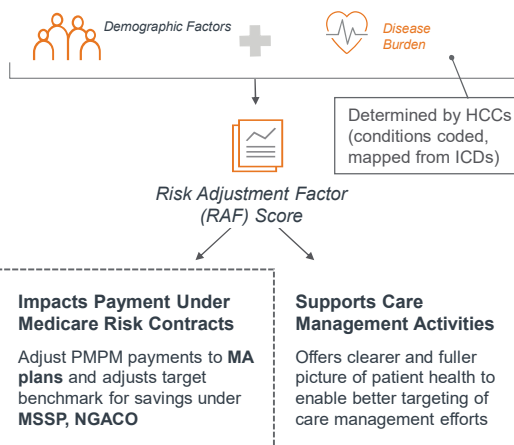 Demographic Factors
Disease
Burden
Determined by HCCs
(conditions coded,
mapped from ICDs)
Risk Adjustment Factor
(RAF) Score
Impacts Payment Under
Medicare Risk Contracts
Adjust PMPM payments to MA
plans and adjusts target
benchmark for savings under
MSSP, NGACO
Supports Care
Management Activities
Offers clearer and fuller
picture of patient health to
enable better targeting of
care management efforts